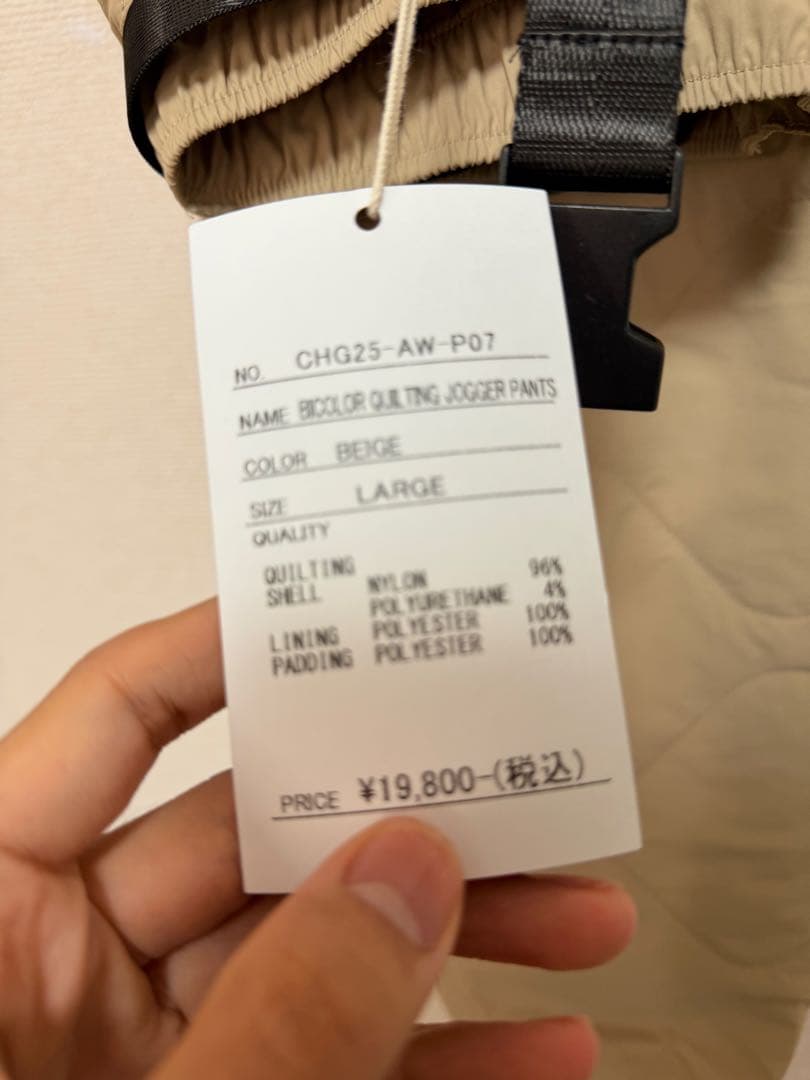 NO. CHG25-AW-P07
NAME BICOLOR QUILTING JOGGER PANTS
COLOR BEIGE
SIZE LARGE
QUALITY
QUILTING
SHELL NYLON 96%
POLYURETHANE 4%
LINING POLYESTER 100%
PADDING POLYESTER 100%
PRICE ¥19,800-(税込)